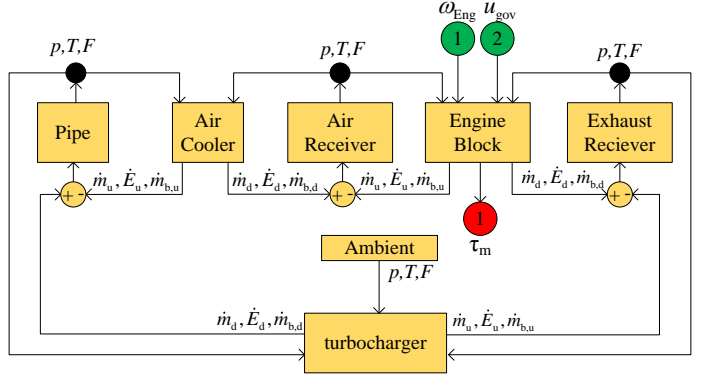 ω_Eng u_gov
1 2
p,T,F p,T,F p,T,F
Pipe
Air
Cooler
Air
Receiver
Engine
Block
Exhaust
Reciever
+ -
ṁ_u, Ė_u, ṁ_b,u
ṁ_d, Ė_d, ṁ_b,d
+ -
ṁ_u, Ė_u, ṁ_b,u
ṁ_d, Ė_d, ṁ_b,d
+ -
1
τ_m
Ambient
p,T,F
ṁ_d, Ė_d, ṁ_b,d
turbocharger
ṁ_u, Ė_u, ṁ_b,u